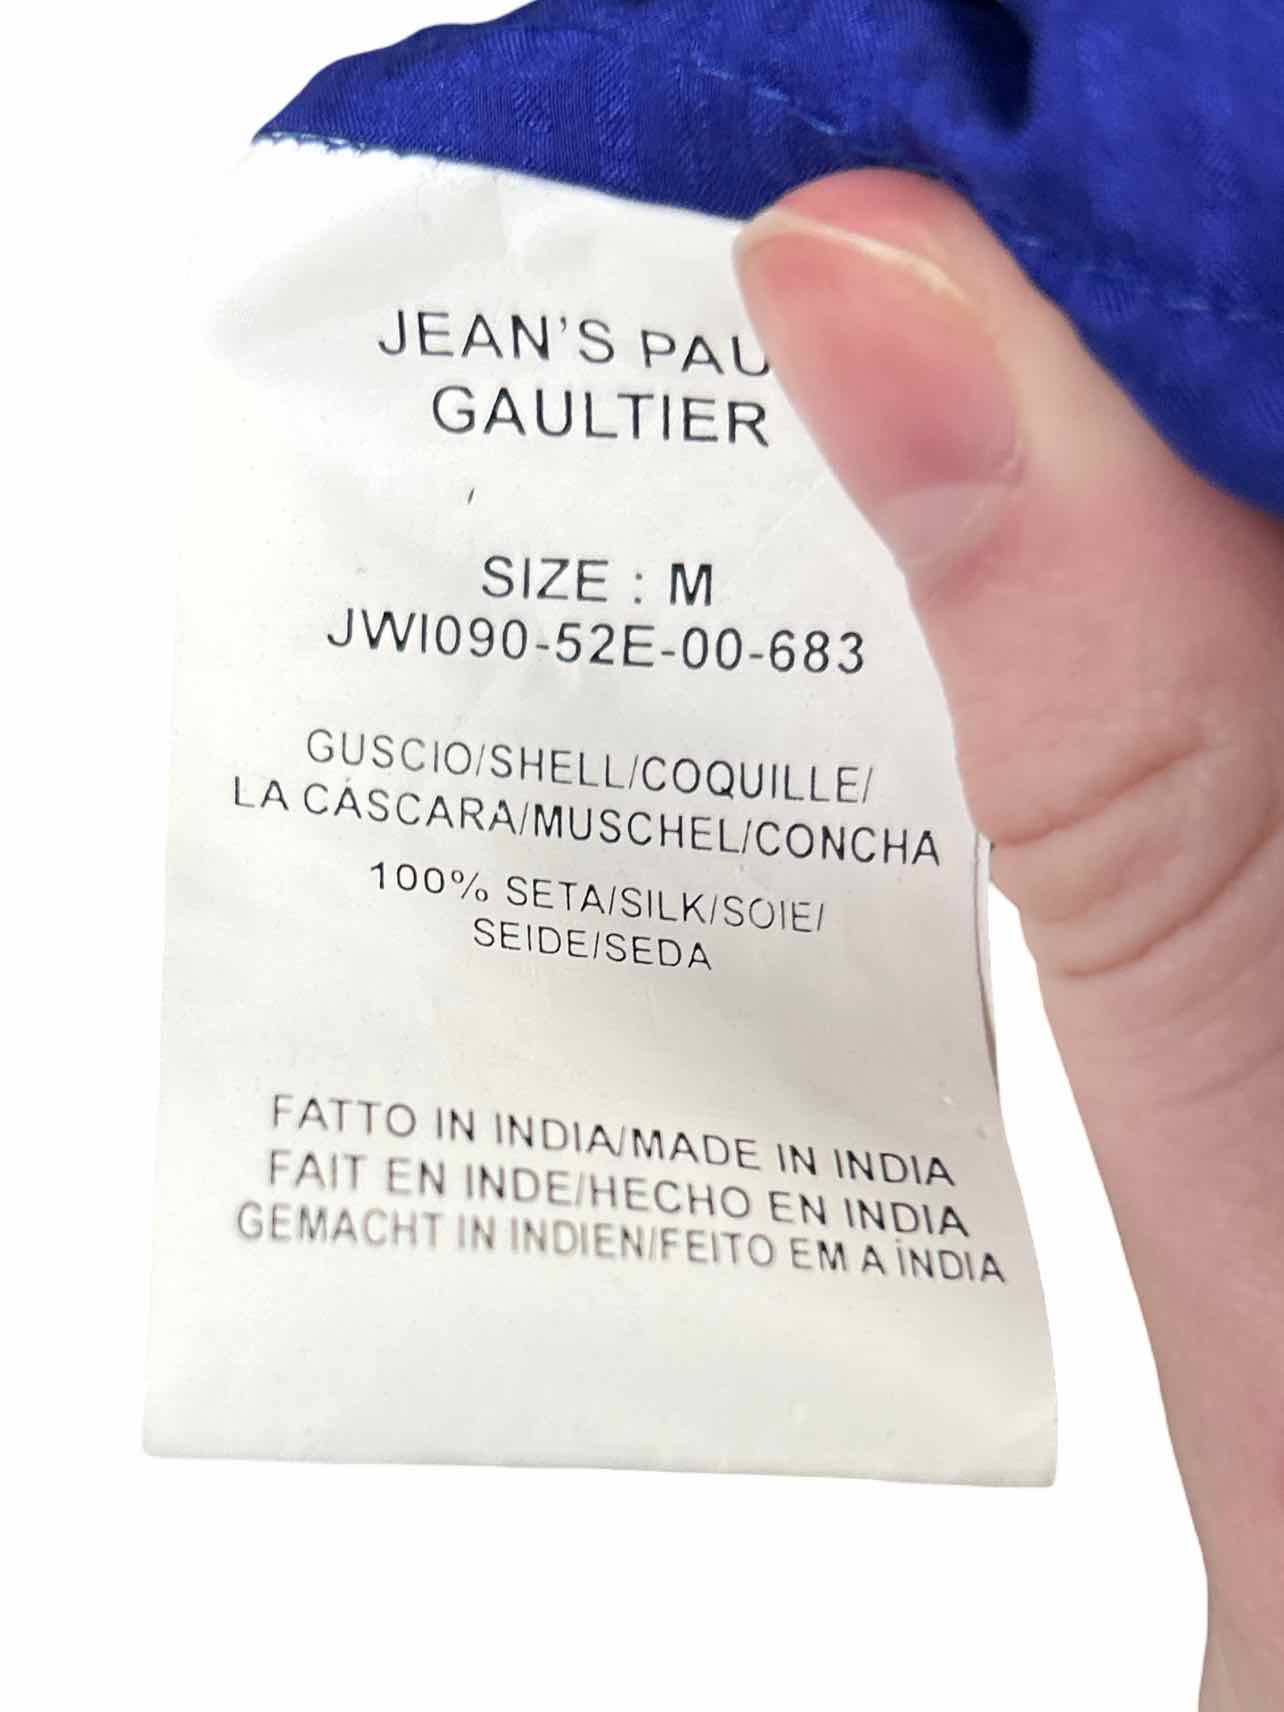 JEAN'S PAU
GAULTIER
SIZE : M
JWI090-52E-00-683
GUSCIO/SHELL/COQUILLE/
LA CÁSCARA/MUSCHEL/CONCHA
100% SETA/SILK/SOIE/
SEIDE/SEDA
FATTO IN INDIA/MADE IN INDIA
FAIT EN INDE/HECHO EN INDIA
GEMACHT IN INDIEN/FEITO EM A ÍNDIA